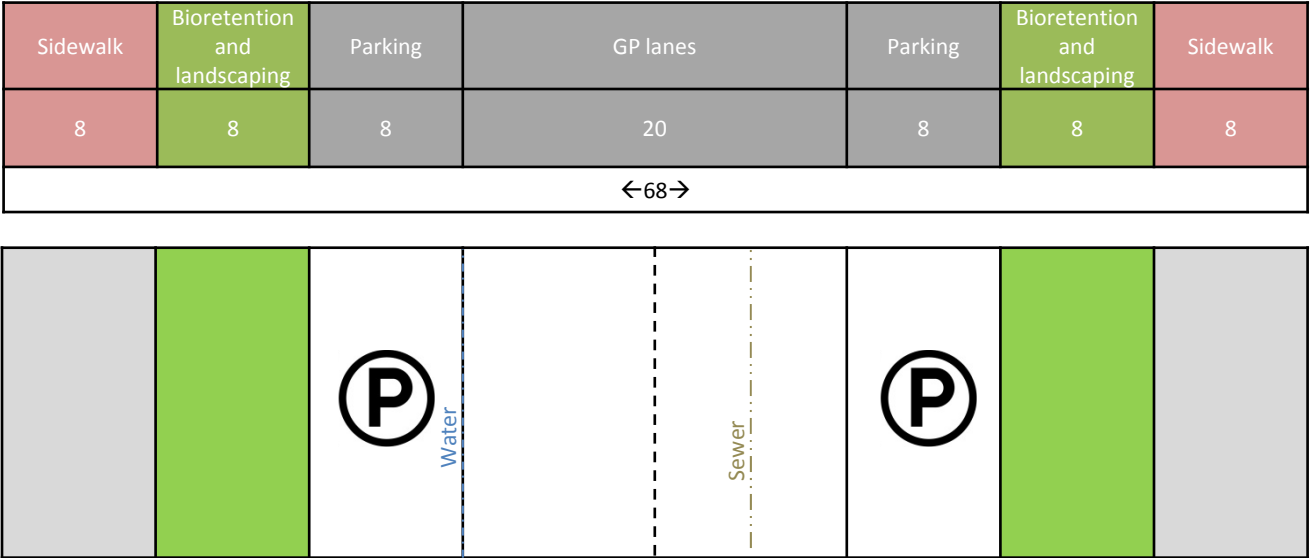 Sidewalk
Bioretention
and
landscaping
Parking
GP lanes
Parking
Bioretention
and
landscaping
Sidewalk
8
8
8
20
8
8
8
←68→
P
Water
Sewer
P